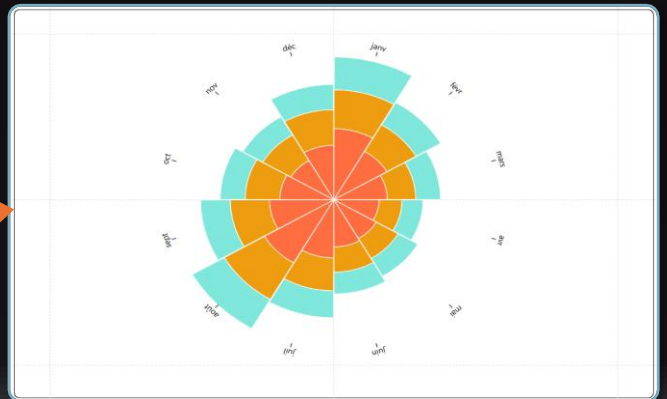 janv
févr
mars
avr
mai
juin
juil
août
sept
oct
nov
déc